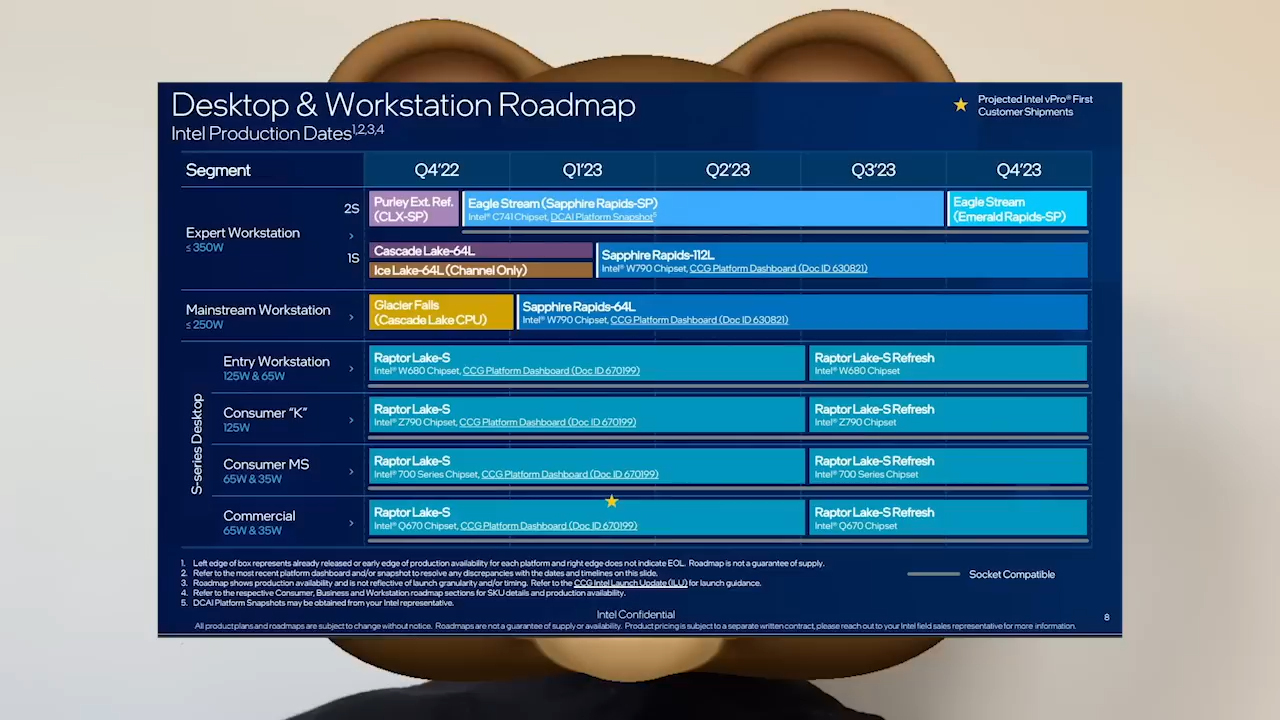 Desktop & Workstation Roadmap
Intel Production Dates1,2,3,4
Projected Intel vPro® First
Customer Shipments
Segment
Q4'22
Q1'23
Q2'23
Q3'23
Q4'23
Expert Workstation
≤ 350W
2S
1S
Purley Ext. Ref.
(CLX-SP)
Eagle Stream (Sapphire Rapids-SP)
Intel® C741 Chipset, DCAI Platform Snapshot5
Eagle Stream
(Emerald Rapids-SP)
Cascade Lake-64L
Ice Lake-64L (Channel Only)
Sapphire Rapids-112L
Intel® W790 Chipset, CCG Platform Dashboard (Doc ID 630821)
Mainstream Workstation
≤ 250W
Glacier Falls
(Cascade Lake CPU)
Sapphire Rapids-64L
Intel® W790 Chipset, CCG Platform Dashboard (Doc ID 630821)
S-series Desktop
Entry Workstation
125W & 65W
Raptor Lake-S
Intel® W680 Chipset, CCG Platform Dashboard (Doc ID 670199)
Raptor Lake-S Refresh
Intel® W680 Chipset
Consumer “K”
125W
Raptor Lake-S
Intel® Z790 Chipset, CCG Platform Dashboard (Doc ID 670199)
Raptor Lake-S Refresh
Intel® Z790 Chipset
Consumer MS
65W & 35W
Raptor Lake-S
Intel® 700 Series Chipset, CCG Platform Dashboard (Doc ID 670199)
Raptor Lake-S Refresh
Intel® 700 Series Chipset
Commercial
65W & 35W
Raptor Lake-S
Intel® Q670 Chipset, CCG Platform Dashboard (Doc ID 670199)
Raptor Lake-S Refresh
Intel® Q670 Chipset
1. Left edge of box represents already released or early edge of production availability for each platform and right edge does not indicate EOL. Roadmap is not a guarantee of supply.
2. Refer to the most recent platform dashboard and/or snapshot to resolve any discrepancies with the dates and timelines on this slide.
3. Roadmap shows production availability and is not reflective of launch granularity and/or timing. Refer to the CCG Intel Launch Update (ILU) for launch guidance.
4. Refer to the respective Consumer, Business and Workstation roadmap sections for SKU details and production availability.
5. DCAI Platform Snapshots may be obtained from your Intel representative.
Socket Compatible
Intel Confidential
All product plans and roadmaps are subject to change without notice. Roadmaps are not a guarantee of supply or availability. Product pricing is subject to a separate written contract, please reach out to your Intel field sales representative for more information.
8